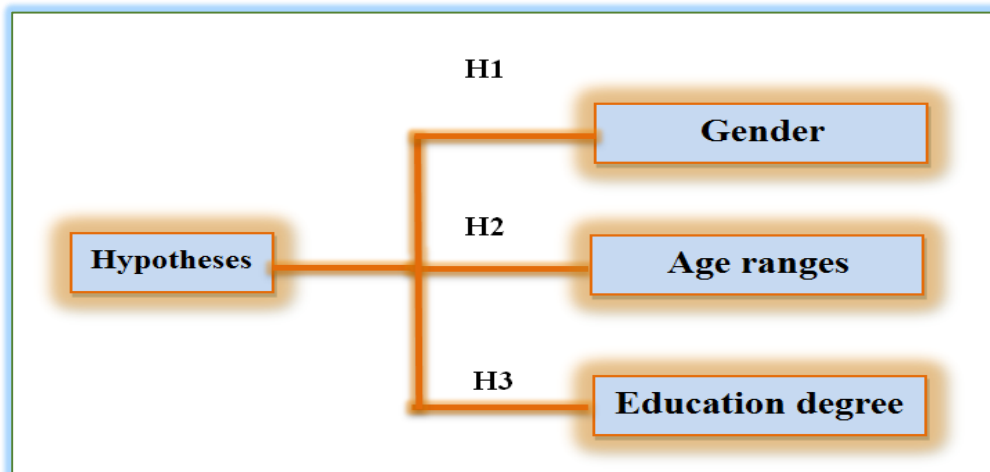 H1
Gender
H2
Hypotheses
Age ranges
H3
Education degree